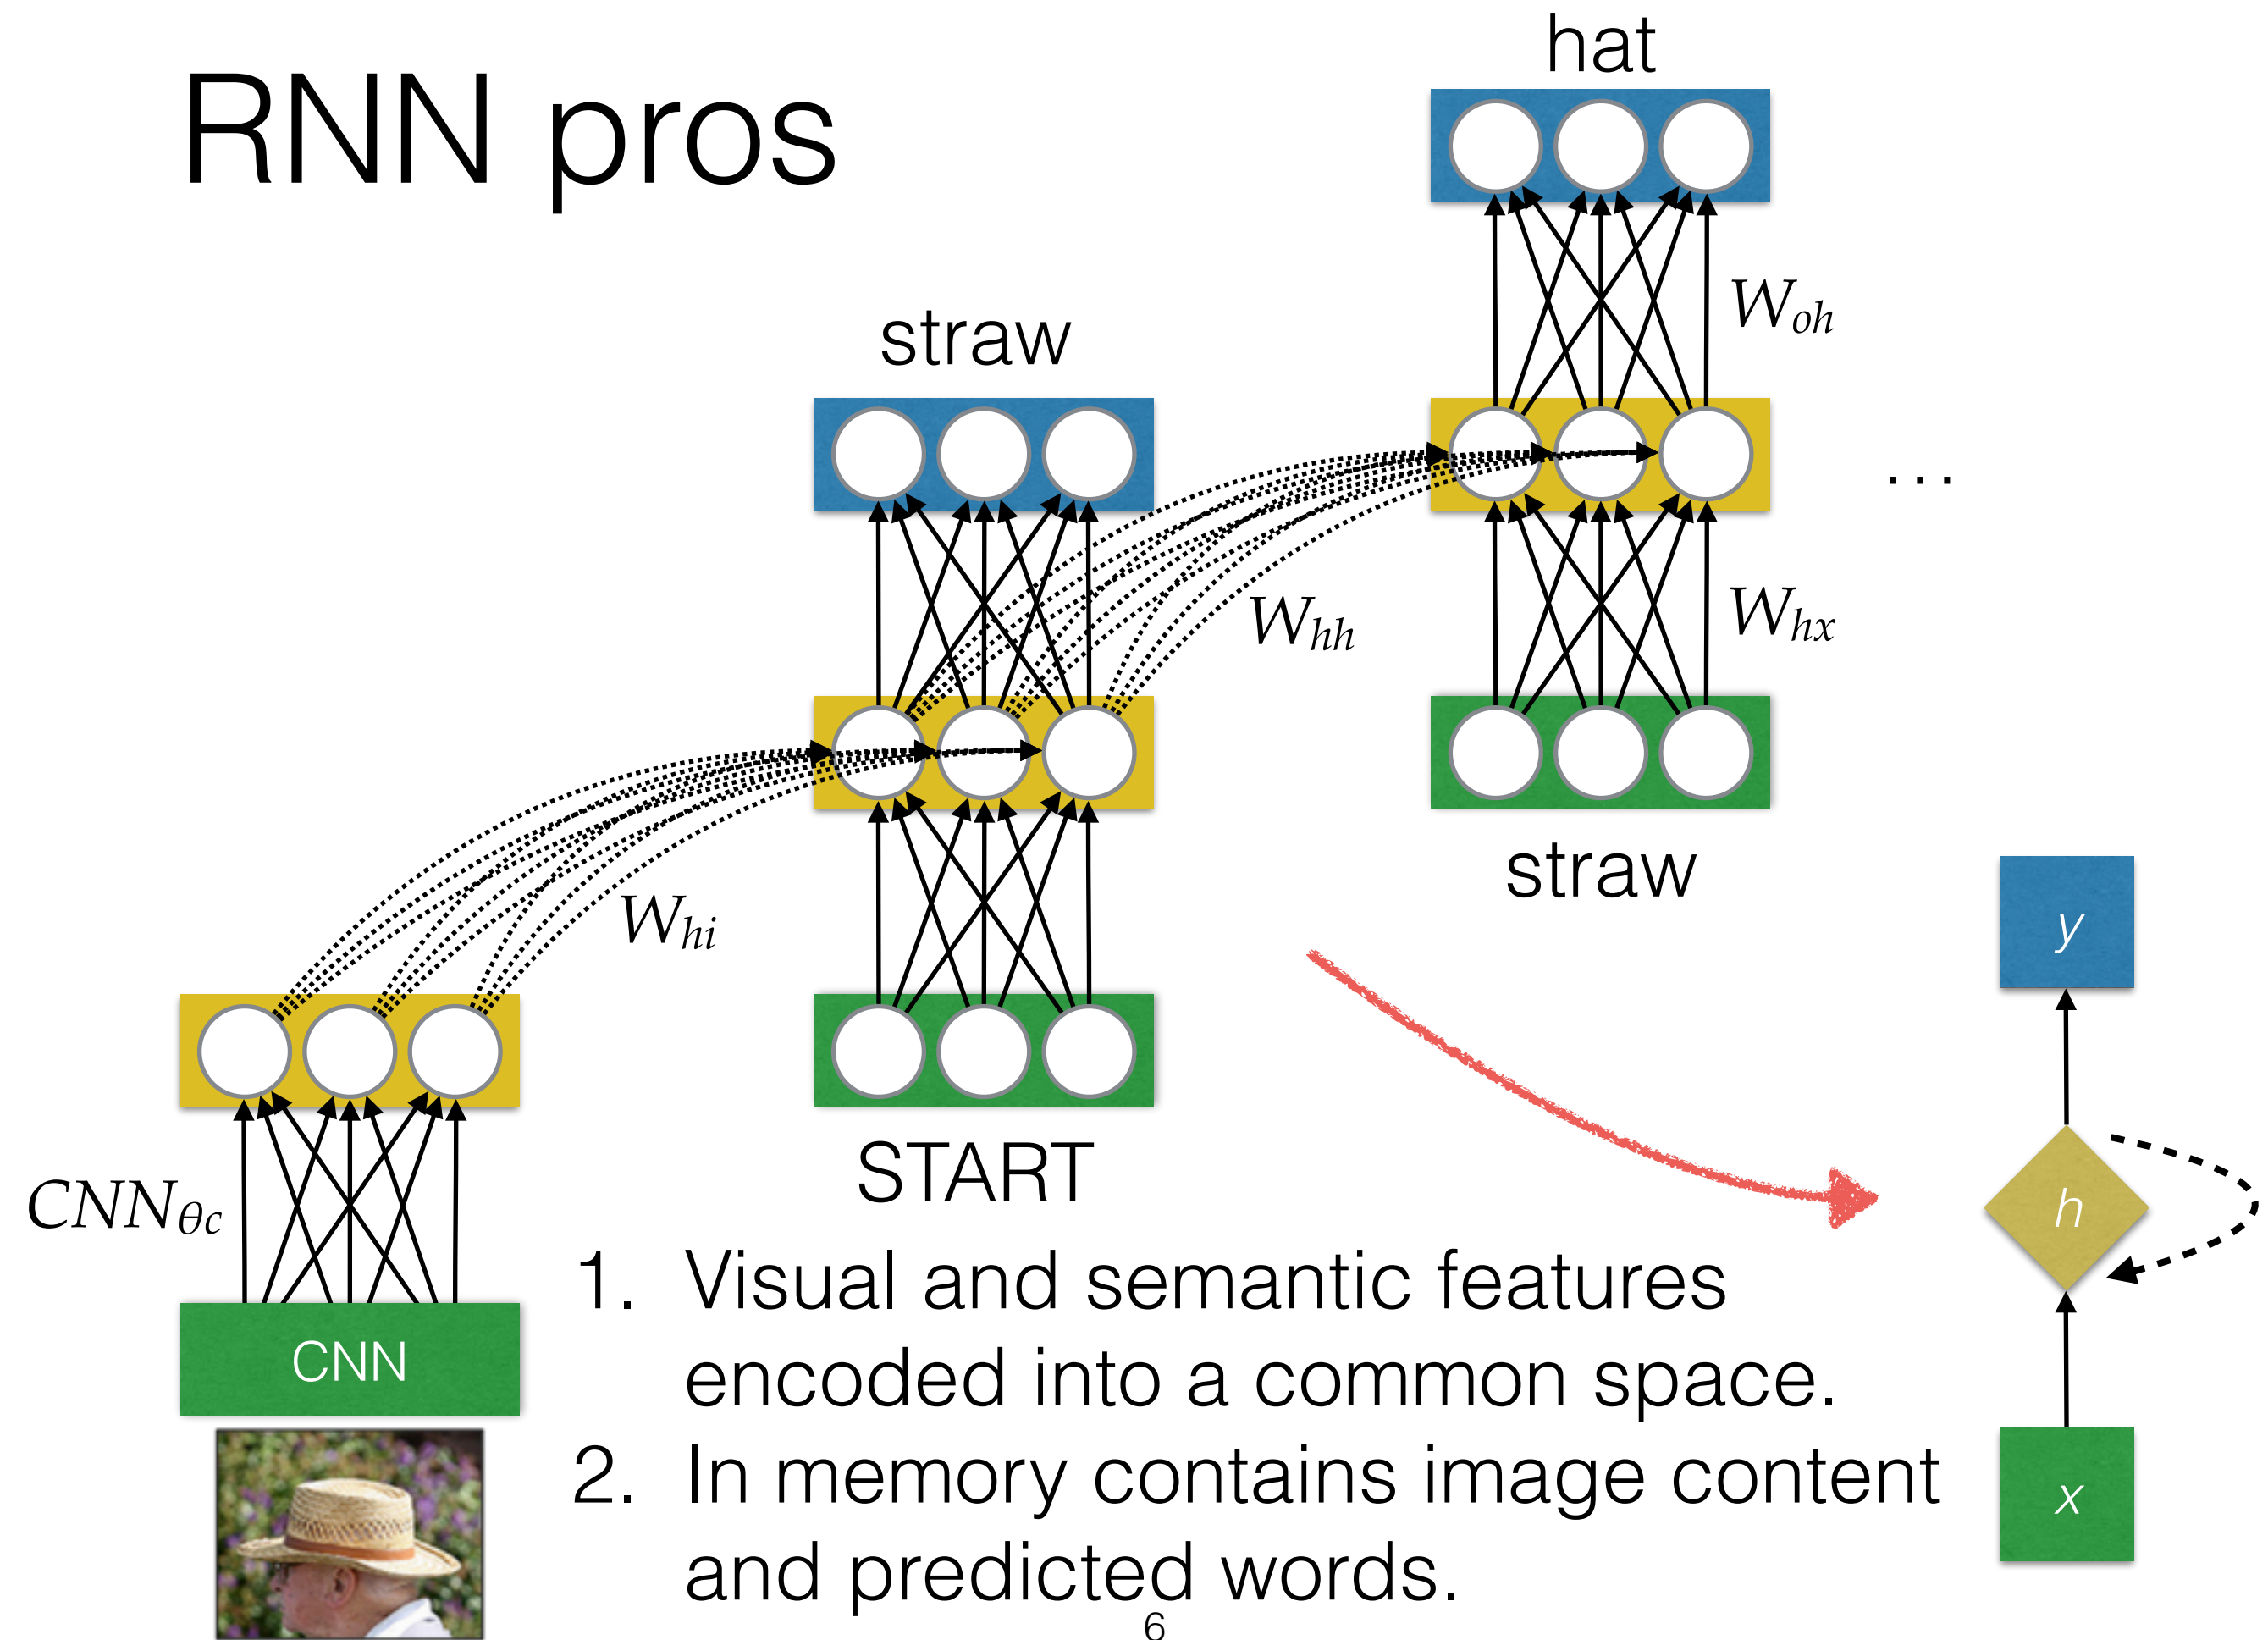 RNN pros
hat
W_oh
straw
...
W_hh
W_hx
straw
W_hi
y
START
CNN_θc
h
1. Visual and semantic features
encoded into a common space.
CNN
2. In memory contains image content
x
and predicted words.
6